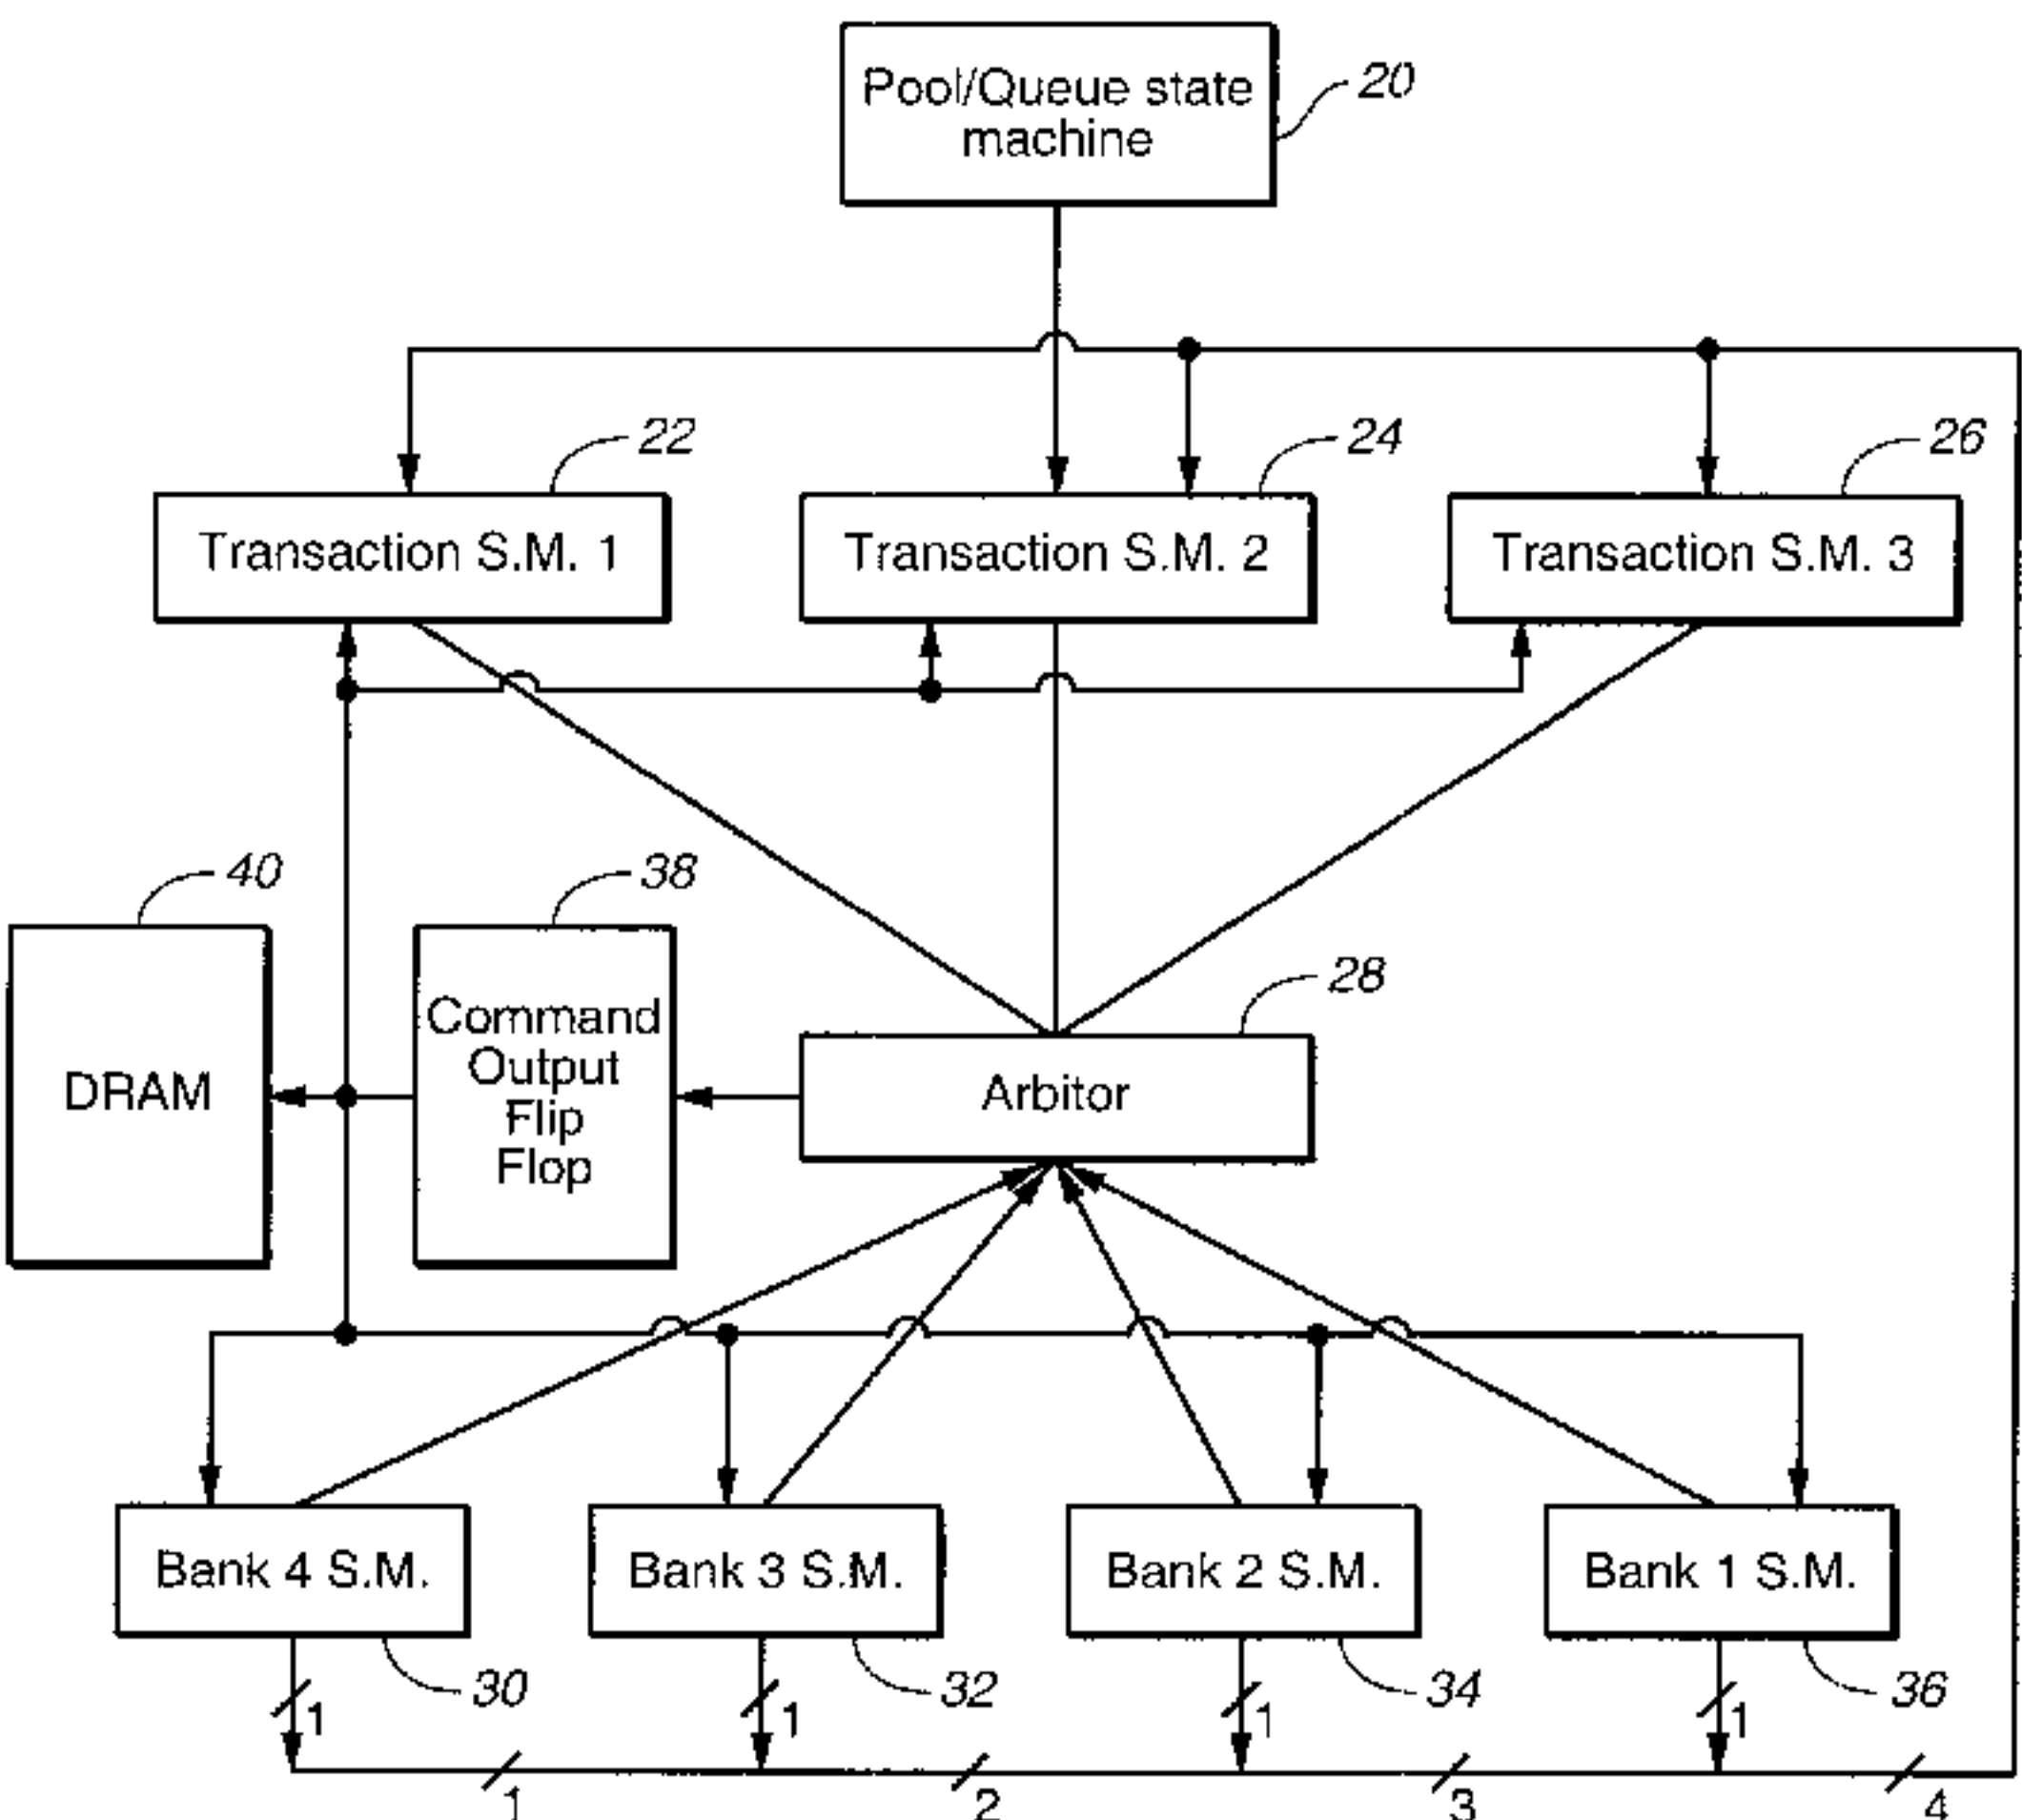 Pool/Queue state
machine
20
22
24
26
Transaction S.M. 1
Transaction S.M. 2
Transaction S.M. 3
40
38
28
DRAM
Command
Output
Flip
Flop
Arbitor
Bank 4 S.M.
Bank 3 S.M.
Bank 2 S.M.
Bank 1 S.M.
30
32
34
36
1
1
1
1
1
2
3
4